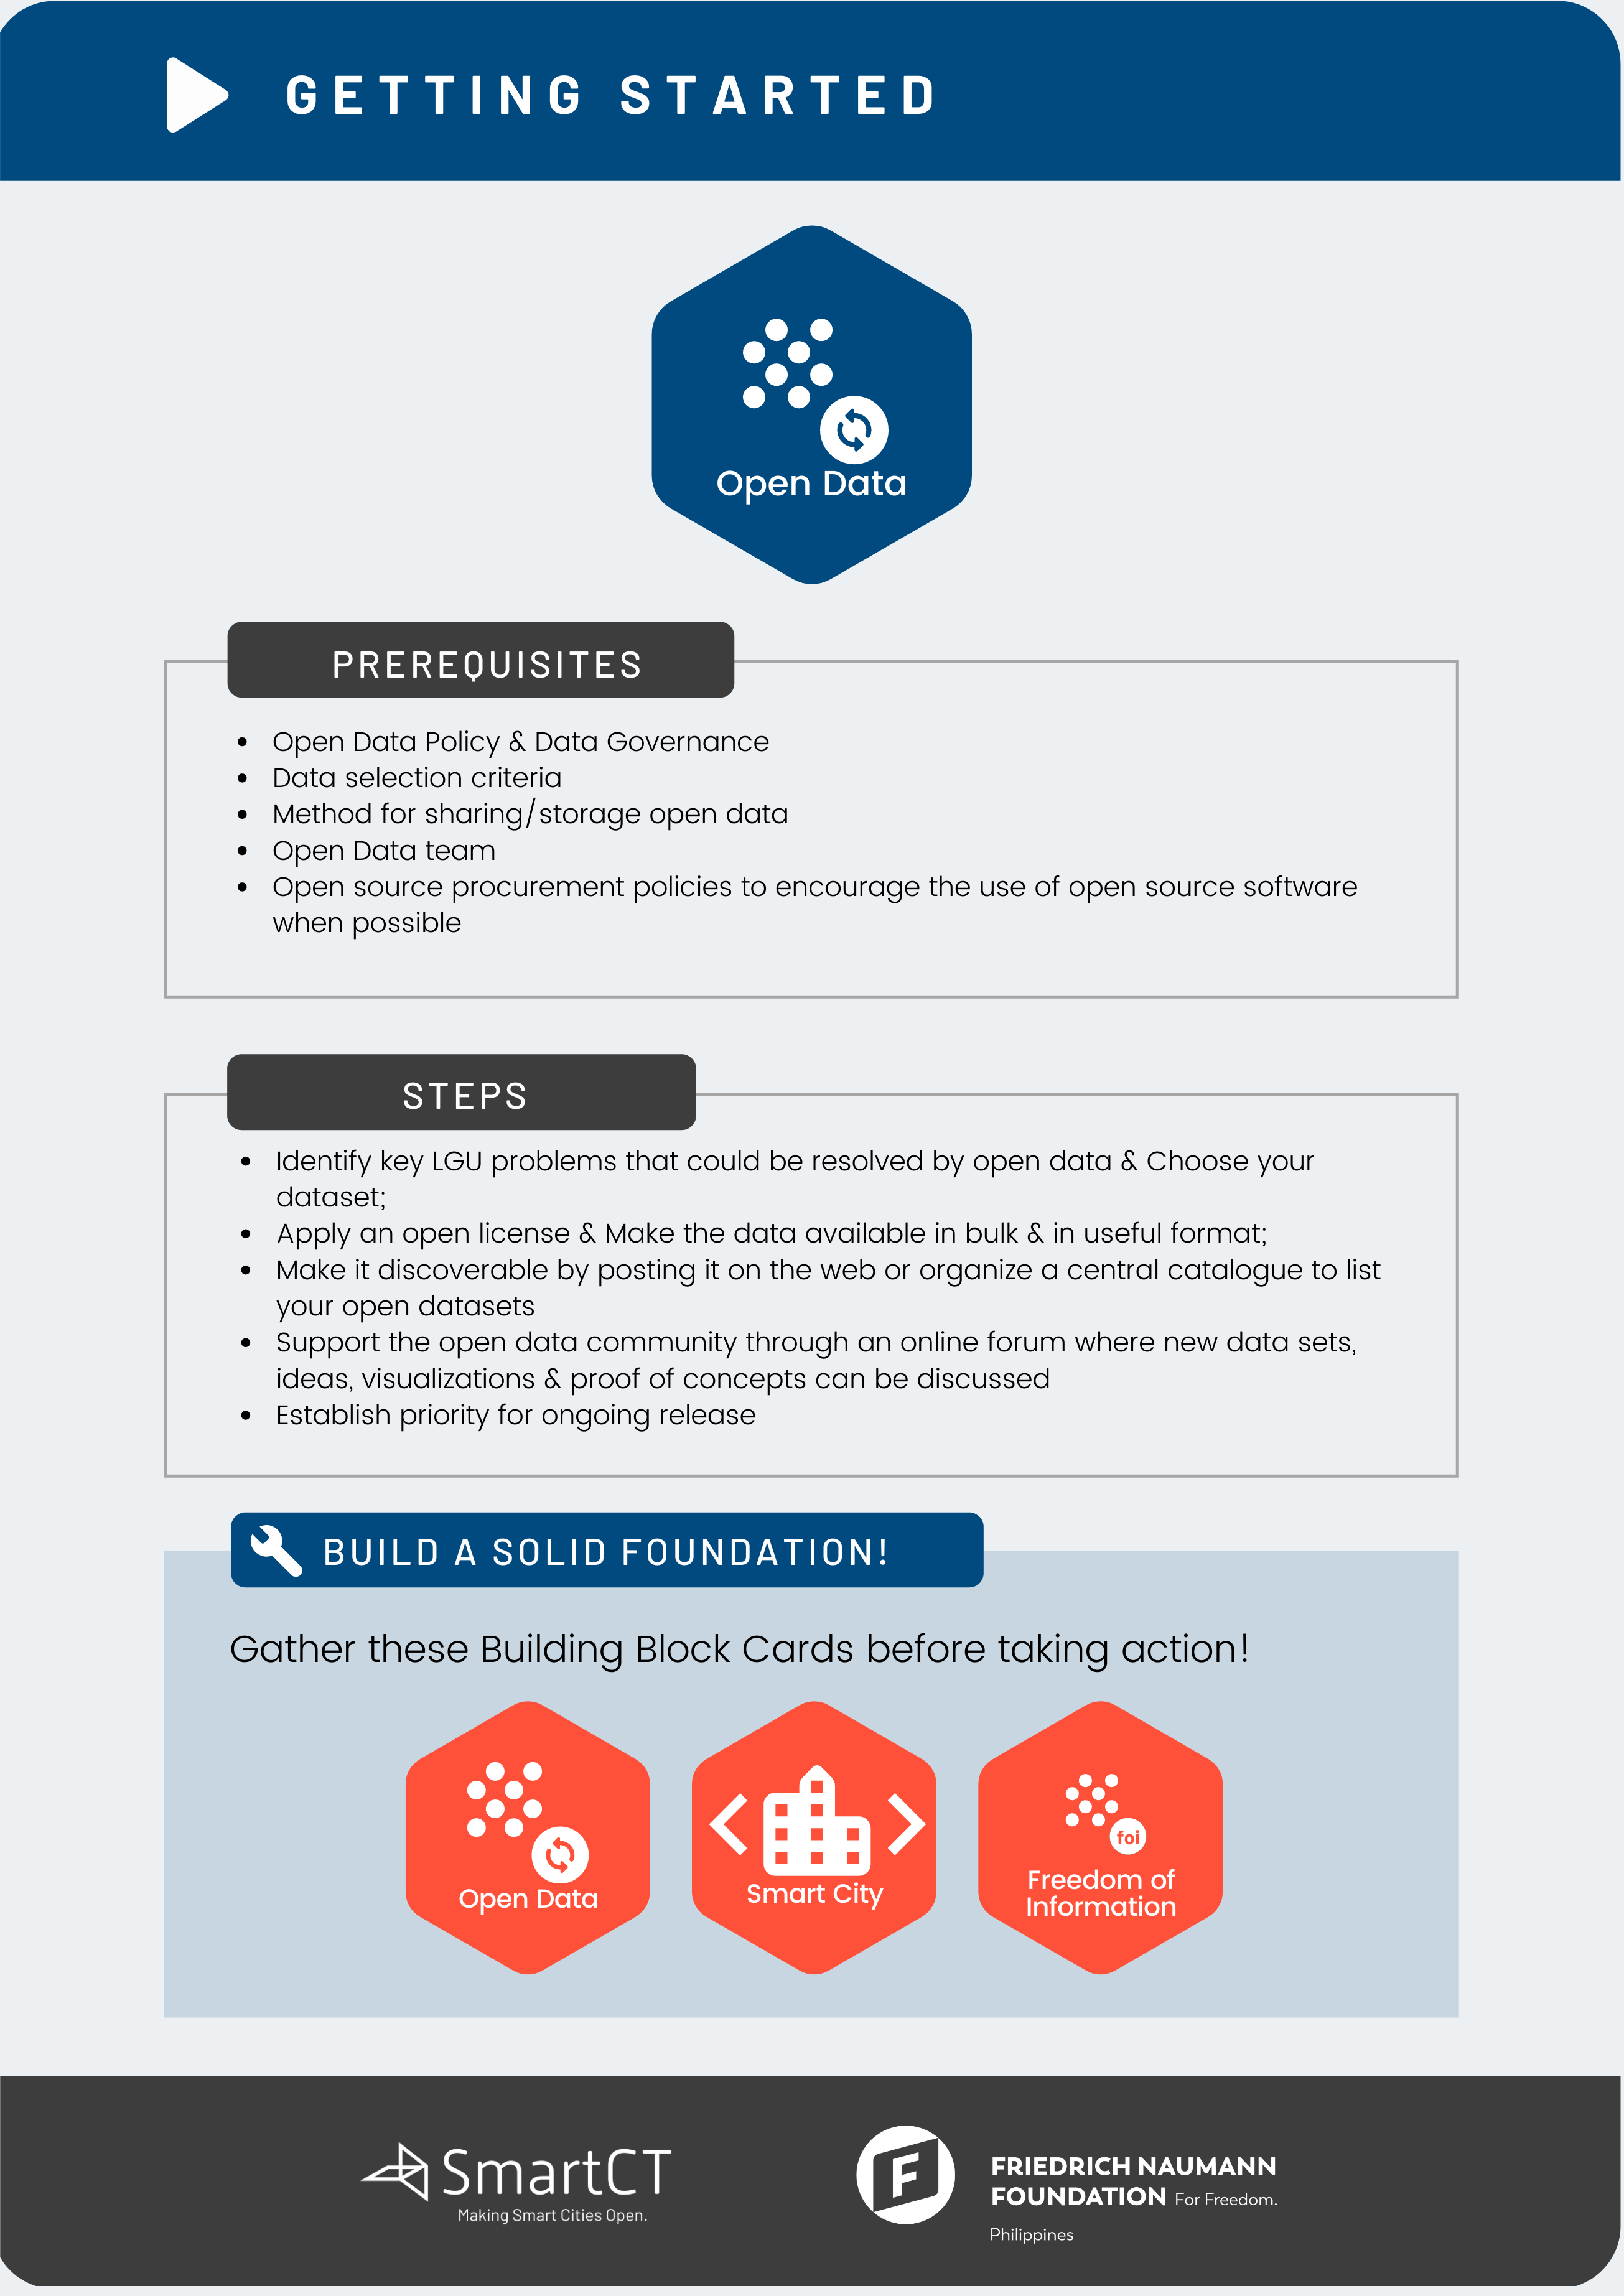 GETTING STARTED
Open Data
PREREQUISITES
• Open Data Policy & Data Governance
• Data selection criteria
• Method for sharing/storage open data
• Open Data team
• Open source procurement policies to encourage the use of open source software
when possible
STEPS
• Identify key LGU problems that could be resolved by open data & Choose your
dataset;
• Apply an open license & Make the data available in bulk & in useful format;
• Make it discoverable by posting it on the web or organize a central catalogue to list
your open datasets
• Support the open data community through an online forum where new data sets,
ideas, visualizations & proof of concepts can be discussed
• Establish priority for ongoing release
BUILD A SOLID FOUNDATION!
Gather these Building Block Cards before taking action!
Open Data
Smart City
foi
Freedom of
Information
SmartCT
Making Smart Cities Open.
F
FRIEDRICH NAUMANN
FOUNDATION For Freedom.
Philippines